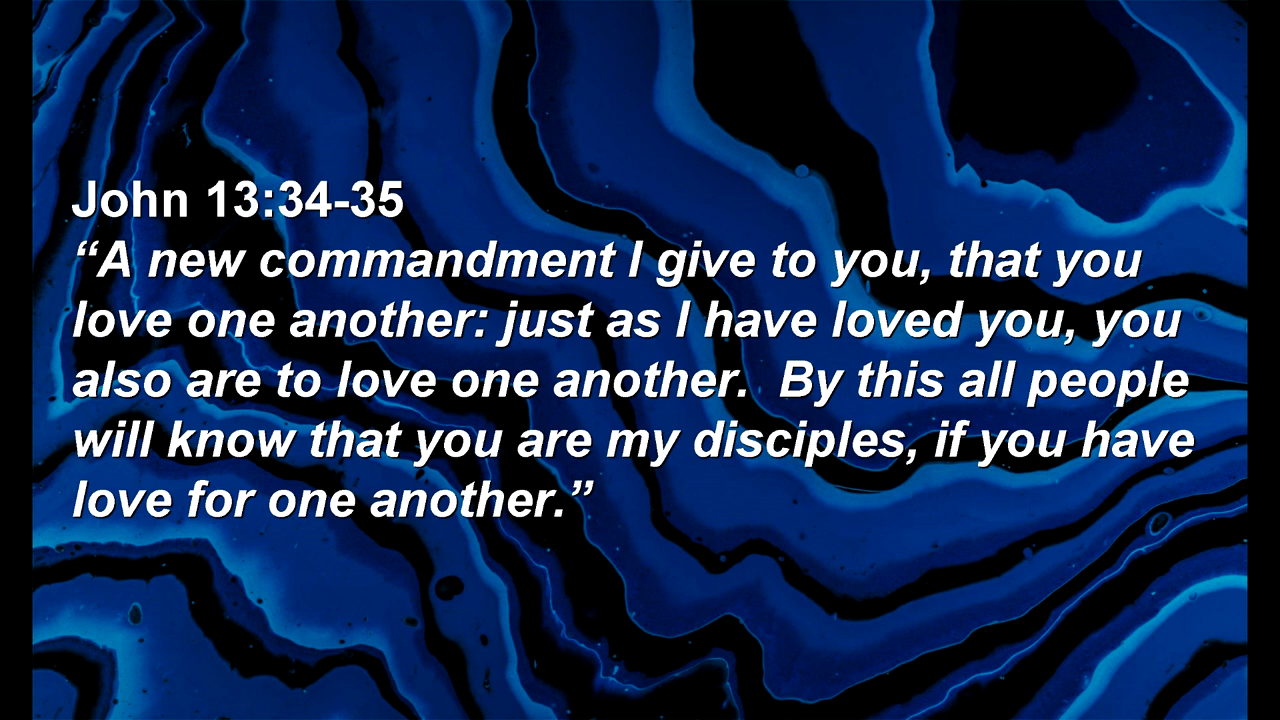 John 13:34-35
“A new commandment I give to you, that you
love one another: just as I have loved you, you
also are to love one another.  By this all people
will know that you are my disciples, if you have
love for one another.”